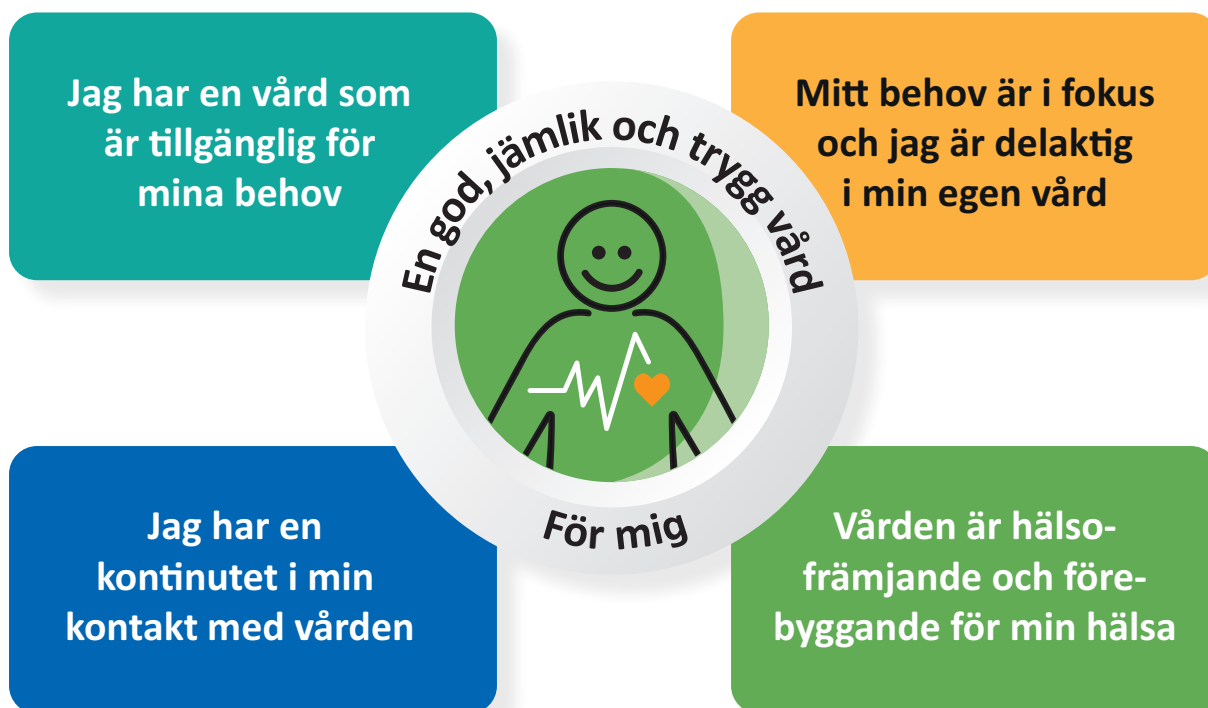 Jag har en vård som
är tillgänglig för
mina behov
Mitt behov är i fokus
och jag är delaktig
i min egen vård
En god, jämlik och trygg vård
För mig
Jag har en
kontinutet i min
kontakt med vården
Vården är hälso-
främjande och före-
byggande för min hälsa